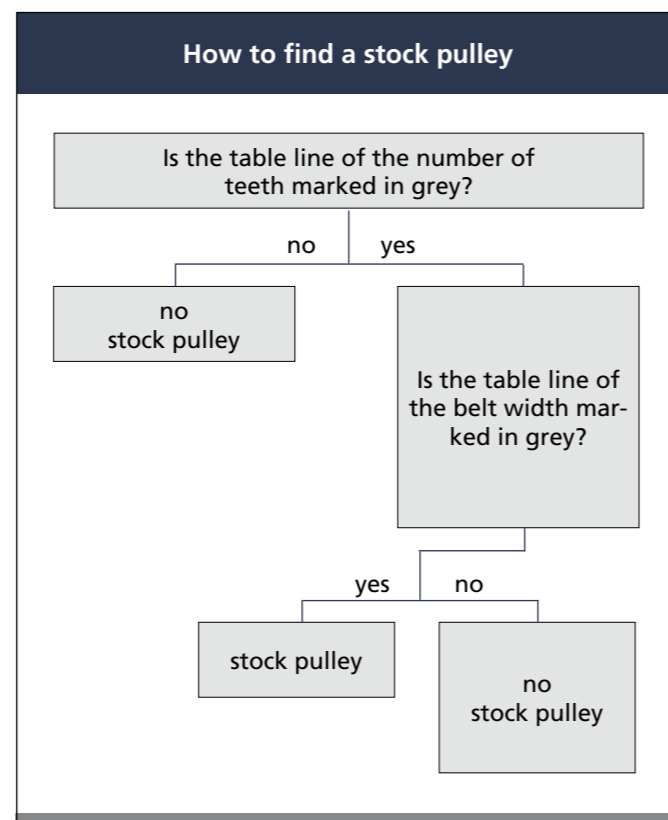 How to find a stock pulley
Is the table line of the number of
teeth marked in grey?
no
yes
no
stock pulley
Is the table line of
the belt width mar-
ked in grey?
yes
no
stock pulley
no
stock pulley